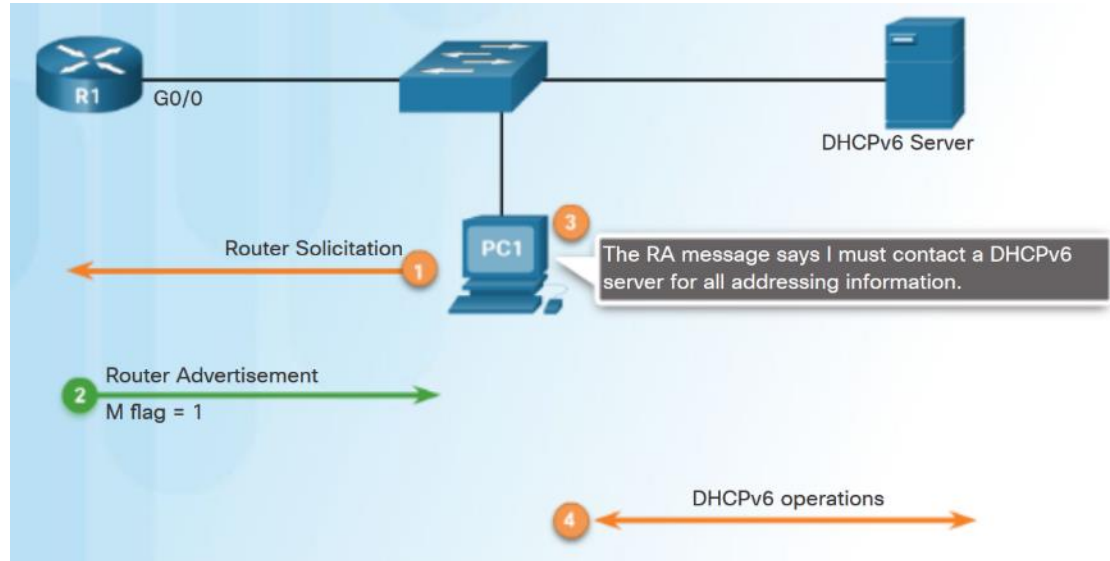 R1
G0/0
DHCPv6 Server
Router Solicitation
1
PC1
3
The RA message says I must contact a DHCPv6
server for all addressing information.
2
Router Advertisement
M flag = 1
4
DHCPv6 operations